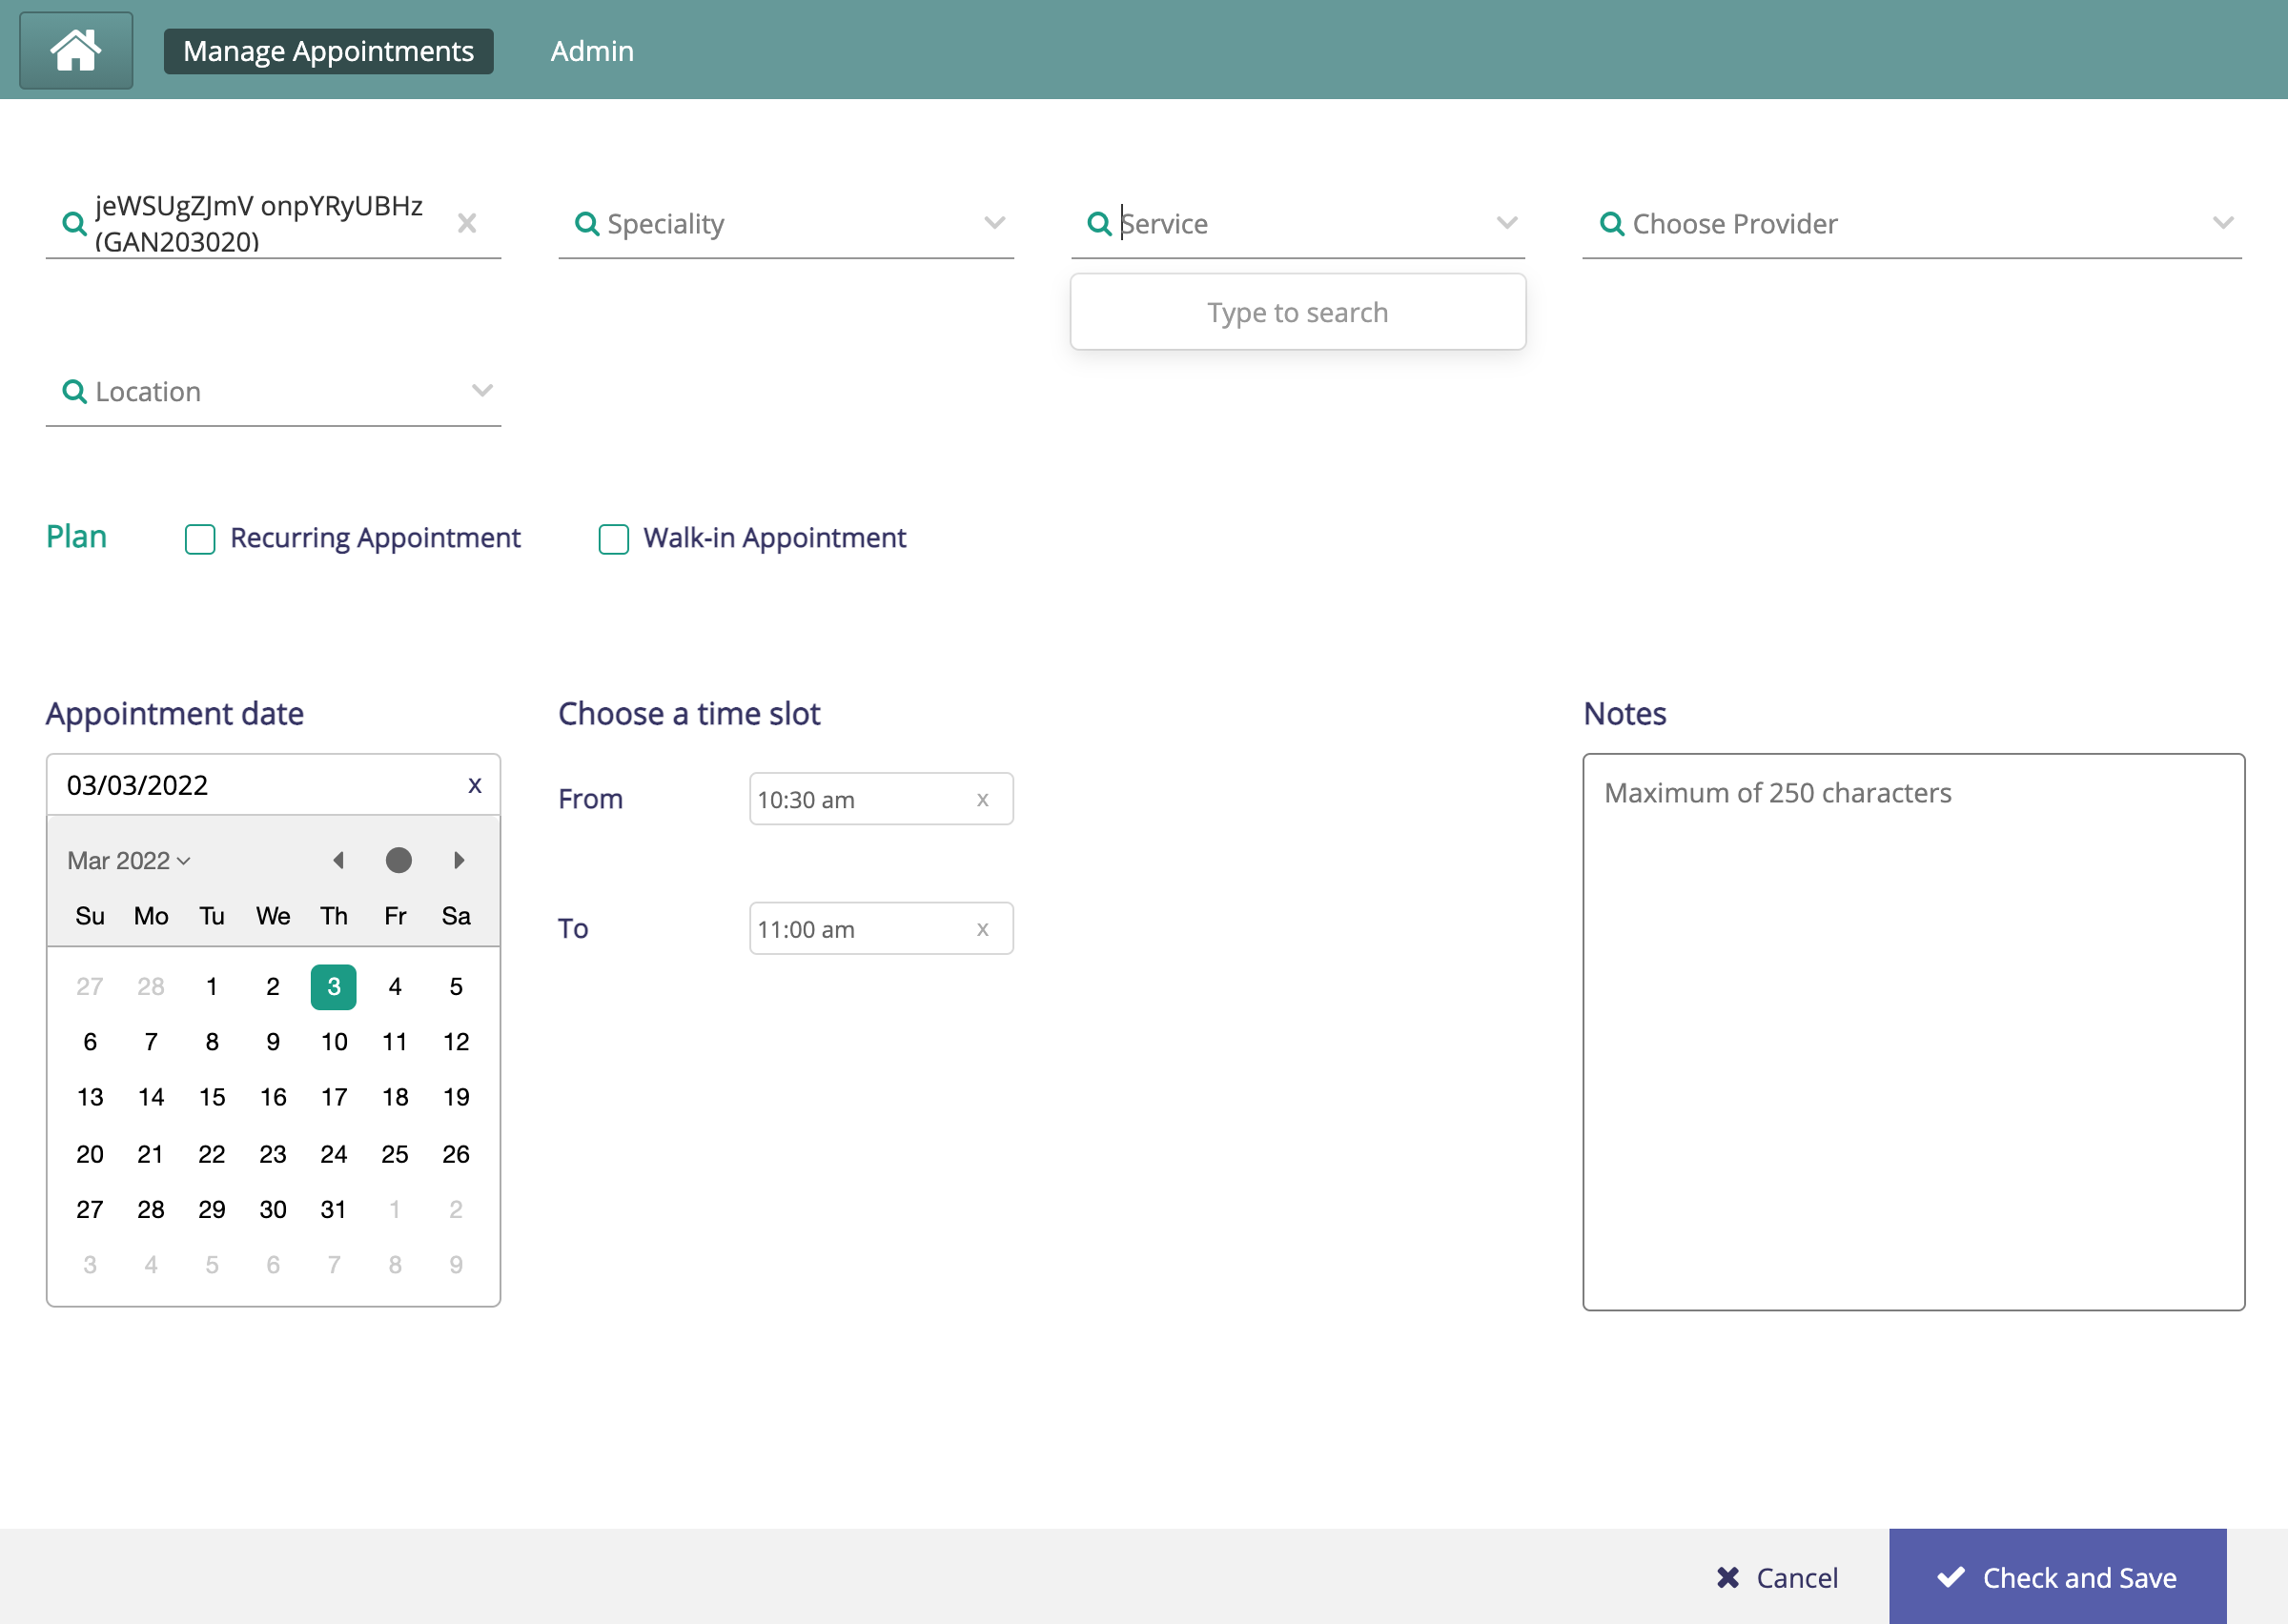 Manage Appointments
Admin
jeWSUgZJmV onpYRyUBHz
(GAN203020)
Speciality
Service
Choose Provider
Type to search
Location
Plan
Recurring Appointment
Walk-in Appointment
Appointment date
Choose a time slot
Notes
03/03/2022 x
From 10:30 am x
Maximum of 250 characters
Mar 2022
Su Mo Tu We Th Fr Sa
To 11:00 am x
27 28 1 2 3 4 5
6 7 8 9 10 11 12
13 14 15 16 17 18 19
20 21 22 23 24 25 26
27 28 29 30 31 1 2
3 4 5 6 7 8 9
Cancel
Check and Save